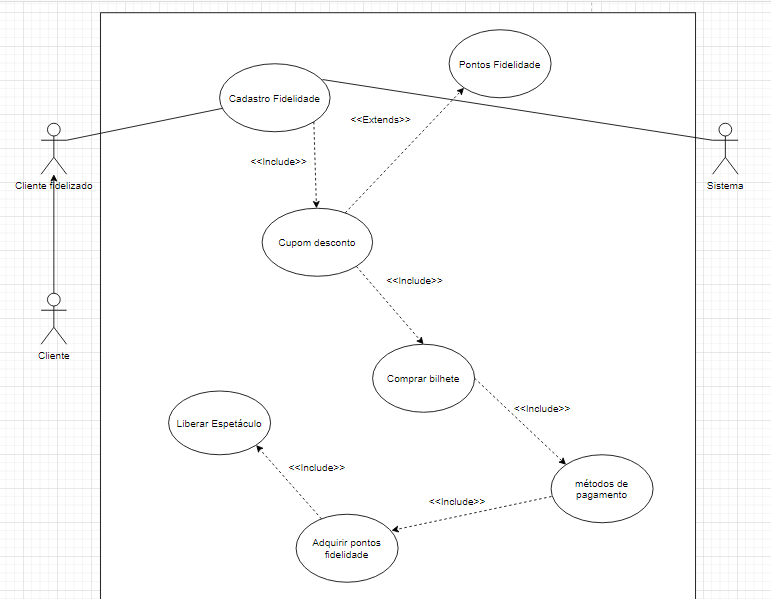 Pontos Fidelidade
Cadastro Fidelidade
<<Extends>>
<<Include>>
Cliente fidelizado
Sistema
Cupom desconto
<<Include>>
Cliente
Comprar bilhete
<<Include>>
Liberar Espetáculo
<<Include>>
métodos de
pagamento
<<Include>>
Adquirir pontos
fidelidade